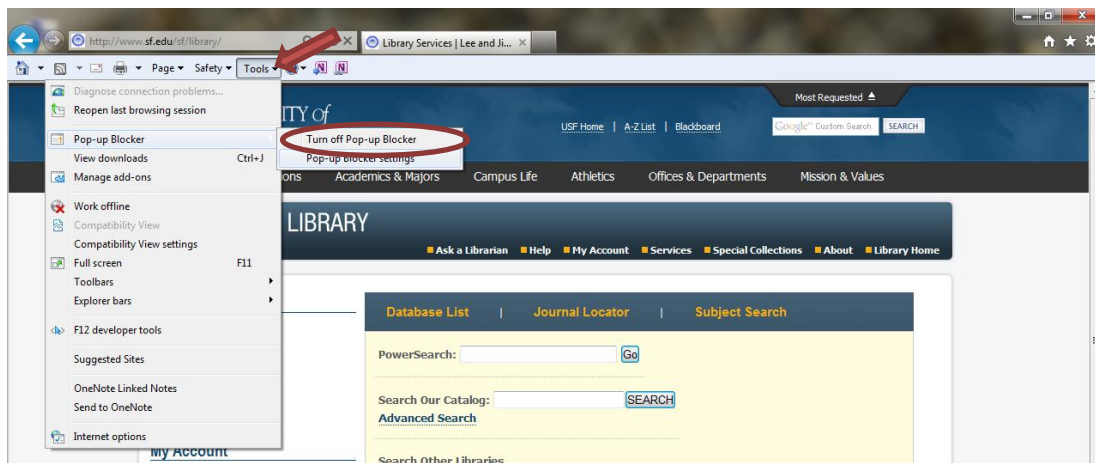 http://www.sf.edu/sf/library/
Library Services | Lee and Ji...
Page Safety Tools
Diagnose connection problems...
Reopen last browsing session
Pop-up Blocker
View downloads Ctrl+J
Manage add-ons
Work offline
Compatibility View
Compatibility View settings
Full screen F11
Toolbars
Explorer bars
F12 developer tools
Suggested Sites
OneNote Linked Notes
Send to OneNote
Internet options
Turn off Pop-up Blocker
Pop-up Blocker settings
ITY of
Most Requested
USF Home | A-Z List | Blackboard
Google™ Custom Search SEARCH
ons Academics & Majors Campus Life Athletics Offices & Departments Mission & Values
LIBRARY
Ask a Librarian Help My Account Services Special Collections About Library Home
Database List | Journal Locator | Subject Search
PowerSearch: Go
Search Our Catalog: SEARCH
Advanced Search
My Account
Search Other Libraries